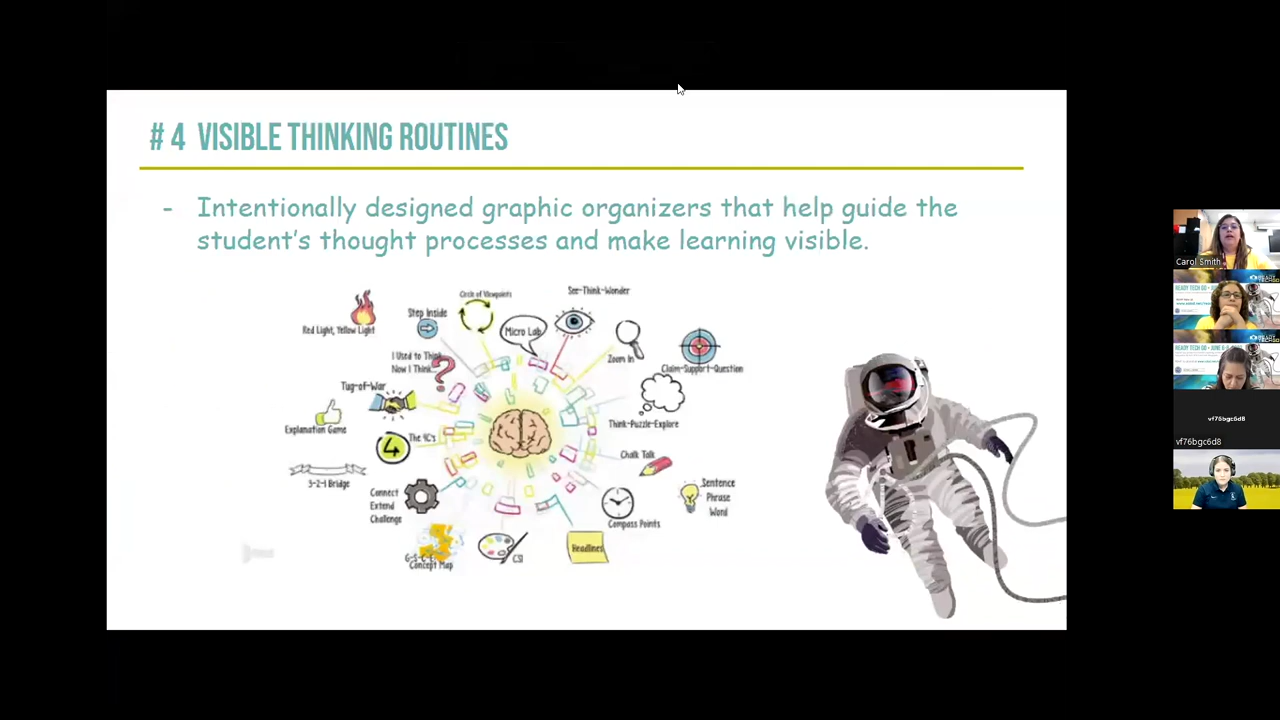 # 4 VISIBLE THINKING ROUTINES
- Intentionally designed graphic organizers that help guide the
student's thought processes and make learning visible.
Circle of Viewpoints
See-Think-Wonder
Step Inside
Red Light, Yellow Light
Micro Lab
Zoom In
I Used to Think
Now I Think...
Claim-Support-Question
Tug-of-War
Think-Puzzle-Explore
Explanation Game
4
The 4C's
Chalk Talk
3-2-1 Bridge
Connect
Extend
Challenge
Sentence
Phrase
Word
Compass Points
G-S-C-E
Concept Map
CSI
Headlines
Carol Smith
vf76bgc6d8
vf76bgc6d8